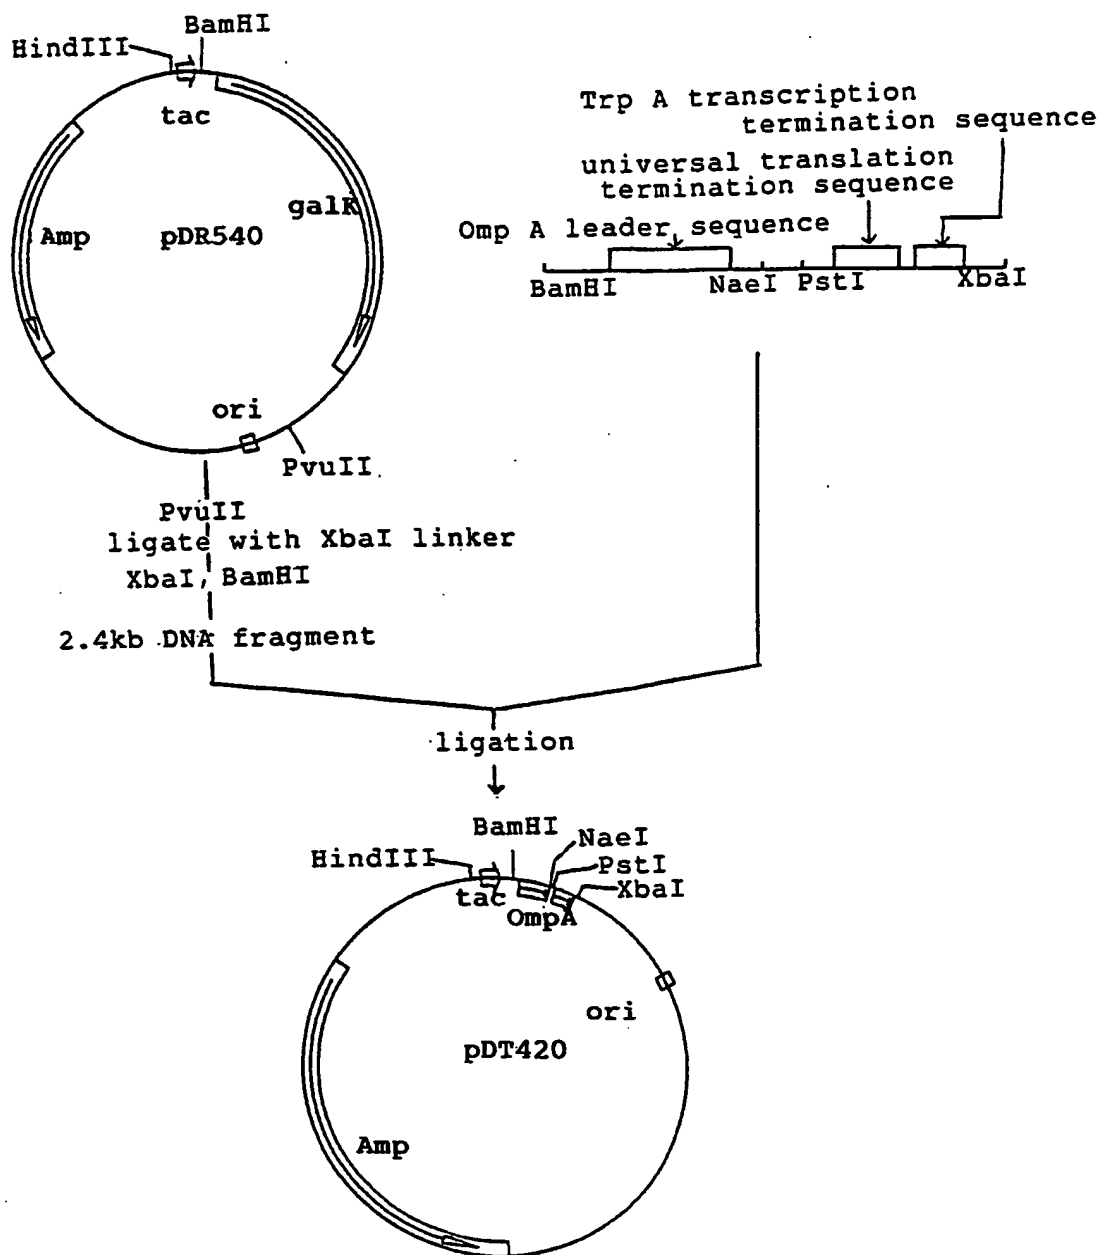 BamHI
HindIII
tac
galK
Amp
pDR540
ori
PvuII
Trp A transcription
termination sequence
universal translation
termination sequence
Omp A leader sequence
BamHI
NaeI
PstI
XbaI
PvuII
ligate with XbaI linker
XbaI, BamHI
2.4kb DNA fragment
ligation
BamHI
NaeI
HindIII
PstI
XbaI
tac
OmpA
ori
pDT420
Amp